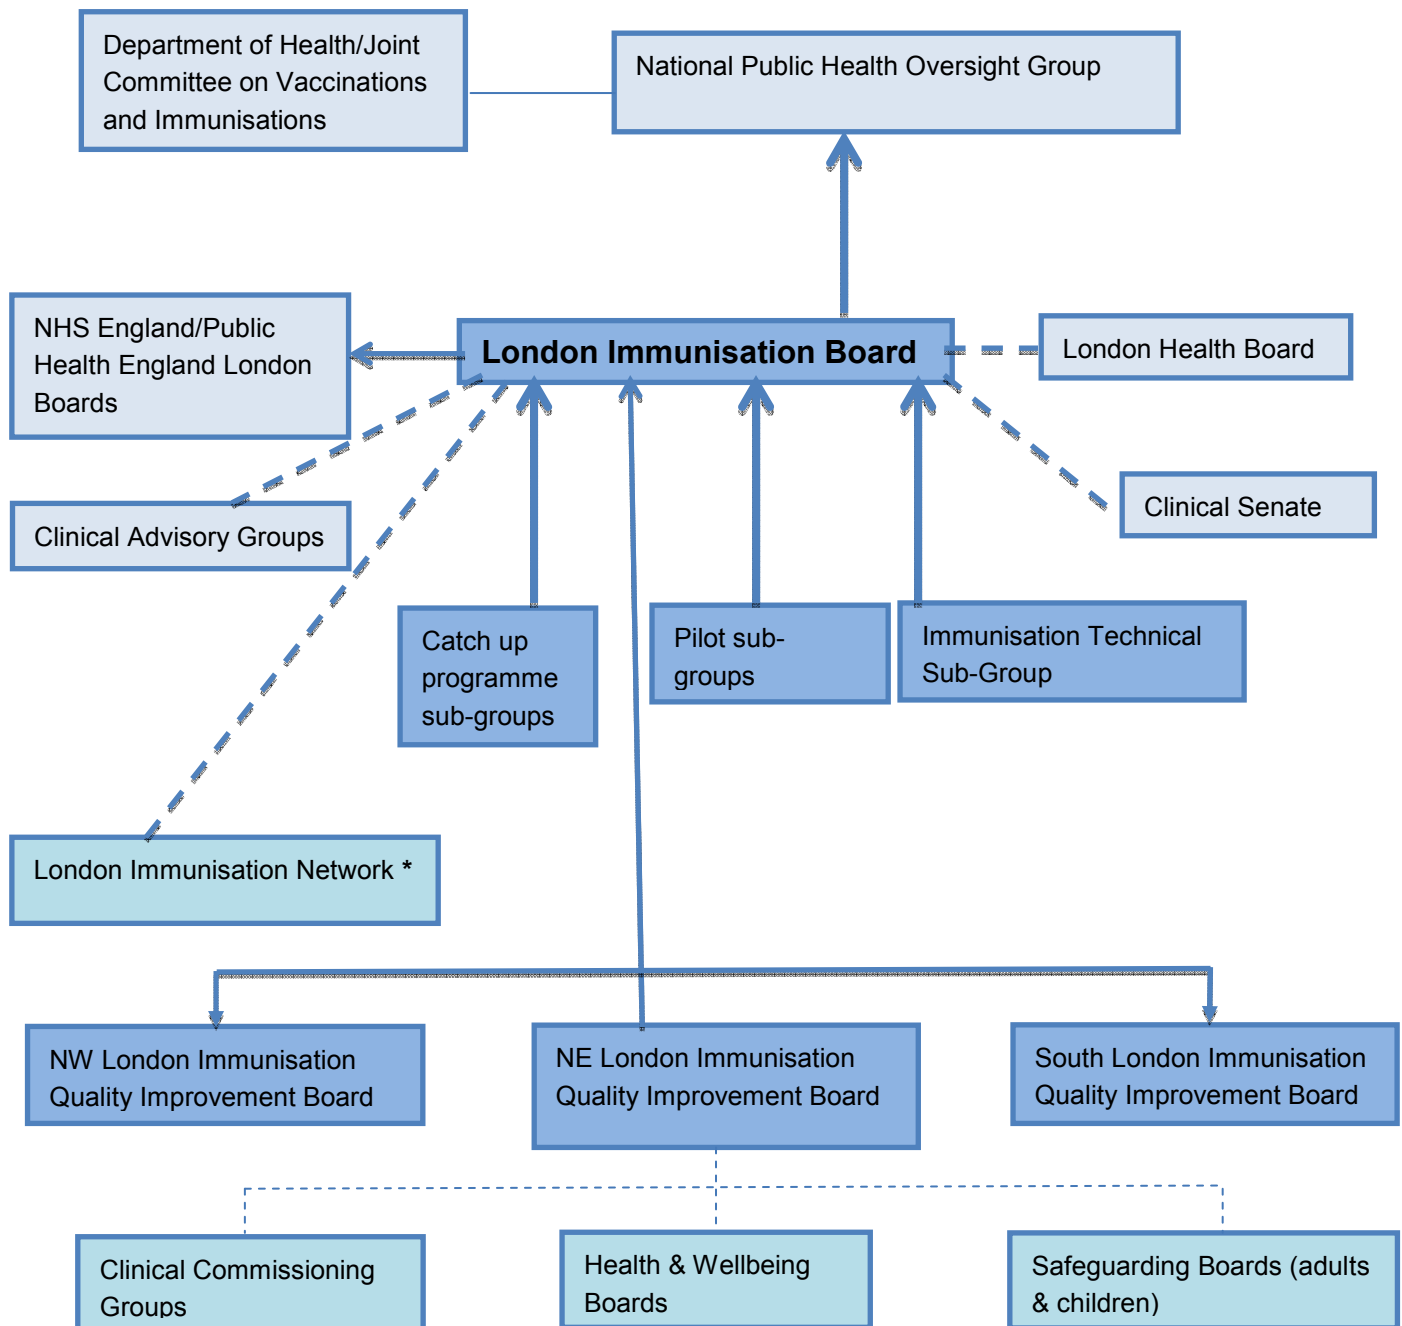 Department of Health/Joint
Committee on Vaccinations
and Immunisations
National Public Health Oversight Group
NHS England/Public
Health England London
Boards
London Immunisation Board
London Health Board
Clinical Advisory Groups
Clinical Senate
Catch up
programme
sub-groups
Pilot sub-
groups
Immunisation Technical
Sub-Group
London Immunisation Network *
NW London Immunisation
Quality Improvement Board
NE London Immunisation
Quality Improvement Board
South London Immunisation
Quality Improvement Board
Clinical Commissioning
Groups
Health & Wellbeing
Boards
Safeguarding Boards (adults
& children)